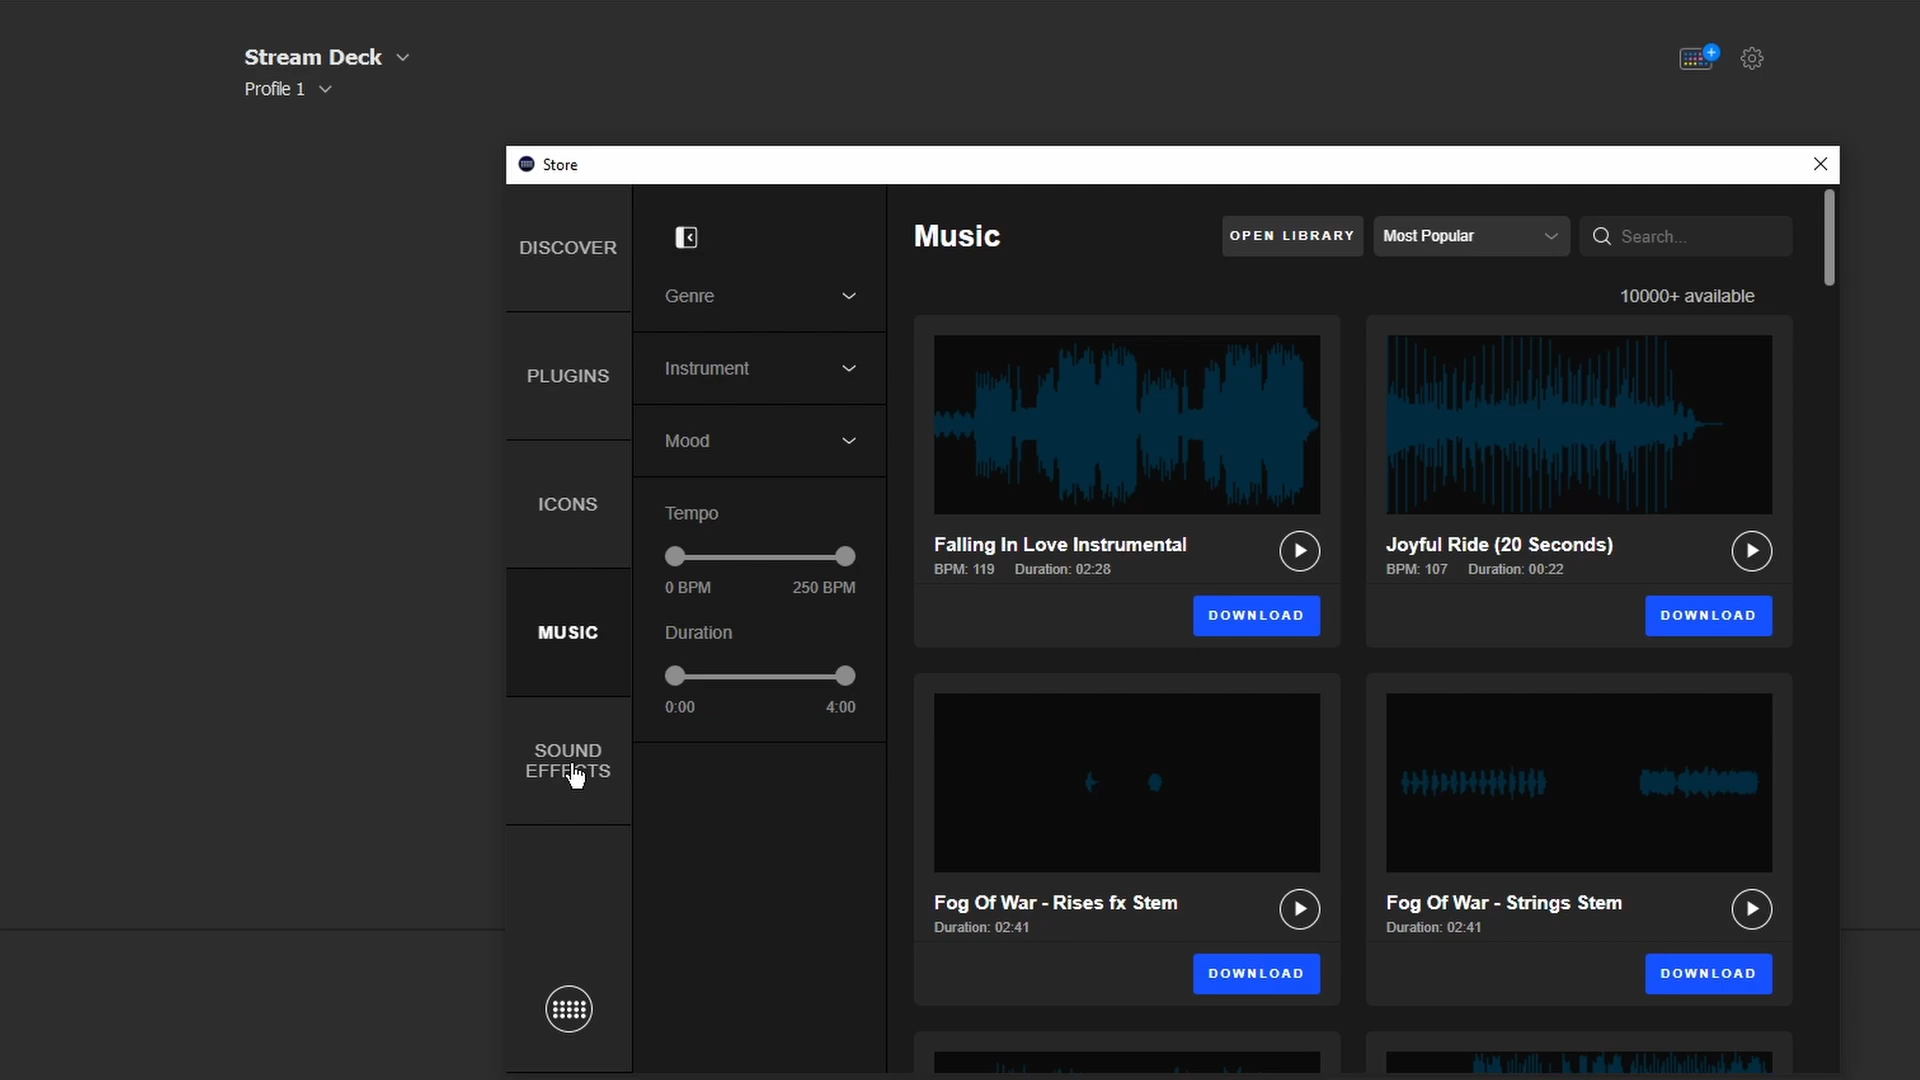 Stream Deck
Profile 1
Store
DISCOVER
PLUGINS
ICONS
MUSIC
SOUND
EFFECTS
Genre
Instrument
Mood
Tempo
0 BPM 250 BPM
Duration
0:00 4:00
Music
OPEN LIBRARY
Most Popular
Search...
10000+ available
Falling In Love Instrumental
BPM: 119 Duration: 02:28
DOWNLOAD
Joyful Ride (20 Seconds)
BPM: 107 Duration: 00:22
DOWNLOAD
Fog Of War - Rises fx Stem
Duration: 02:41
DOWNLOAD
Fog Of War - Strings Stem
Duration: 02:41
DOWNLOAD